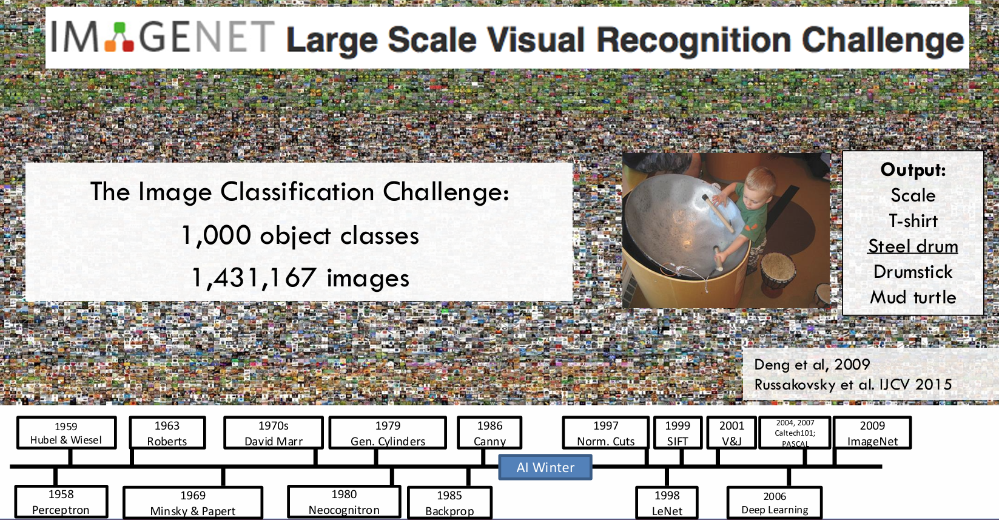 IMAGENET Large Scale Visual Recognition Challenge
The Image Classification Challenge:
1,000 object classes
1,431,167 images
Output:
Scale
T-shirt
Steel drum
Drumstick
Mud turtle
Deng et al, 2009
Russakovsky et al. IJCV 2015
1959
Hubel & Wiesel
1963
Roberts
1970s
David Marr
1979
Gen. Cylinders
1986
Canny
1997
Norm. Cuts
1999
SIFT
2001
V&J
2004, 2007
Caltech101;
PASCAL
2009
ImageNet
AI Winter
1958
Perceptron
1969
Minsky & Papert
1980
Neocognitron
1985
Backprop
1998
LeNet
2006
Deep Learning